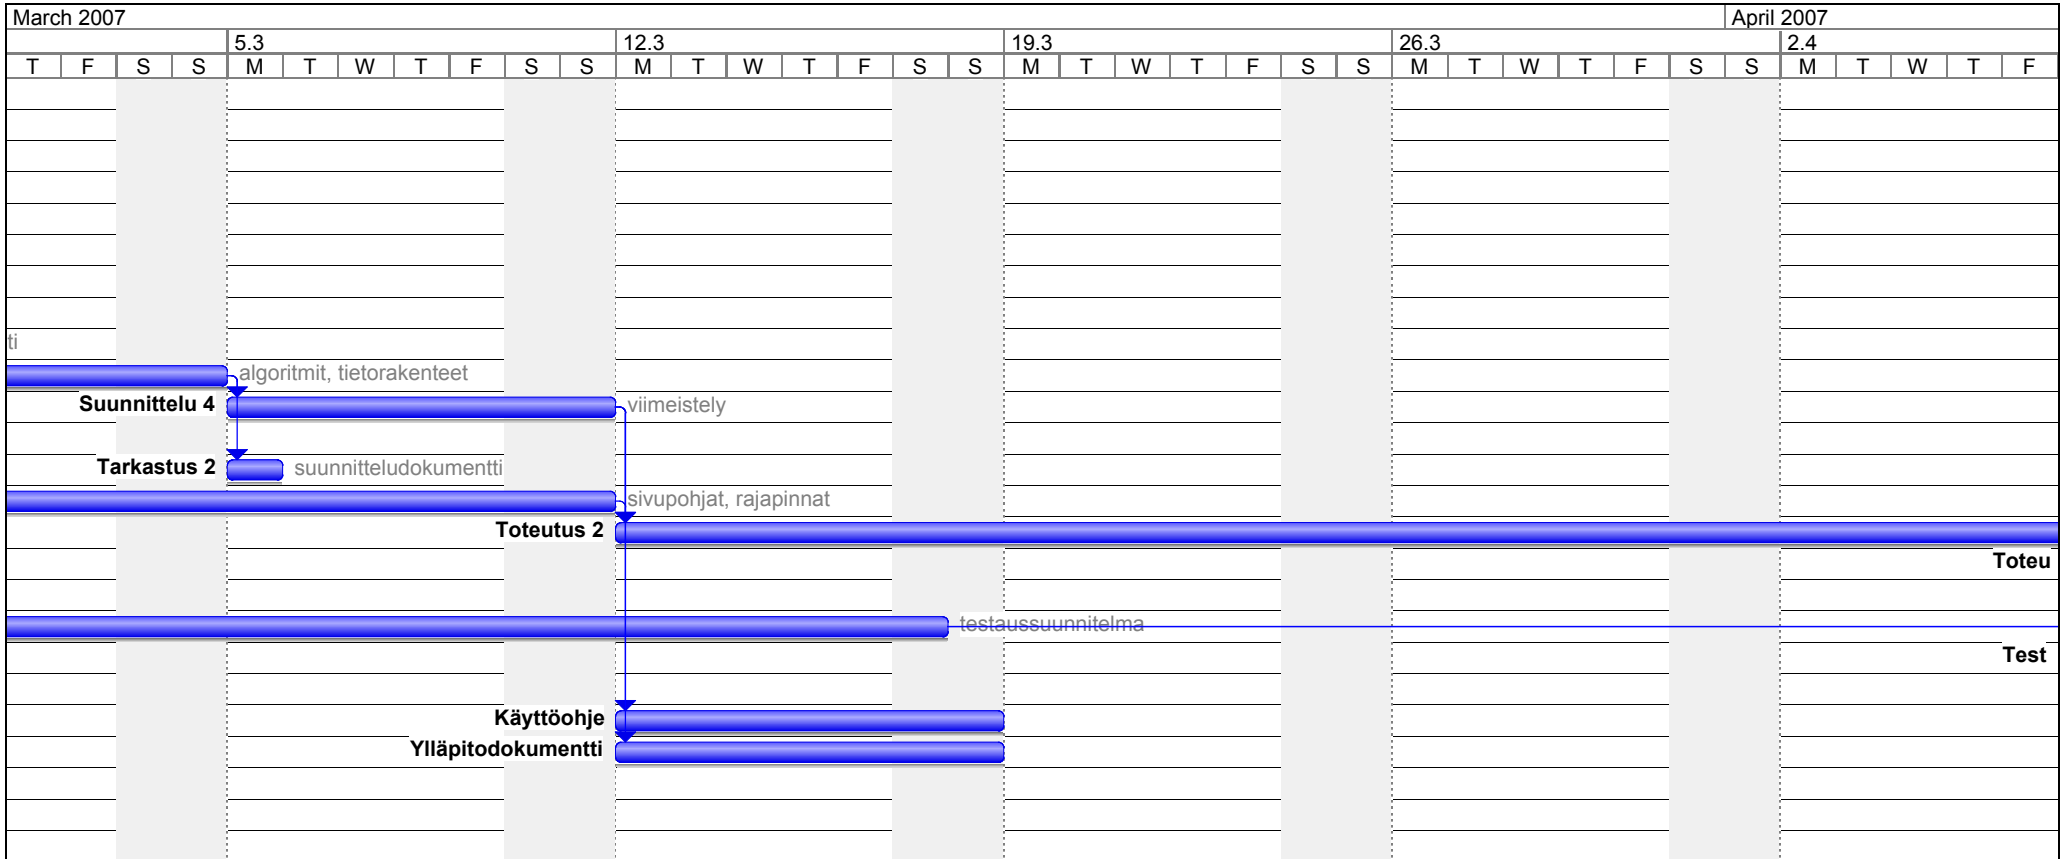 March 2007 April 2007
5.3 12.3 19.3 26.3 2.4
T F S S M T W T F S S M T W T F S S M T W T F S S M T W T F S S M T W T F
ti
algoritmit, tietorakenteet
Suunnittelu 4 viimeistely
Tarkastus 2 suunnitteludokumentti
sivupohjat, rajapinnat
Toteutus 2
Toteu
testaussuunnitelma
Test
Käyttöohje
Ylläpitodokumentti